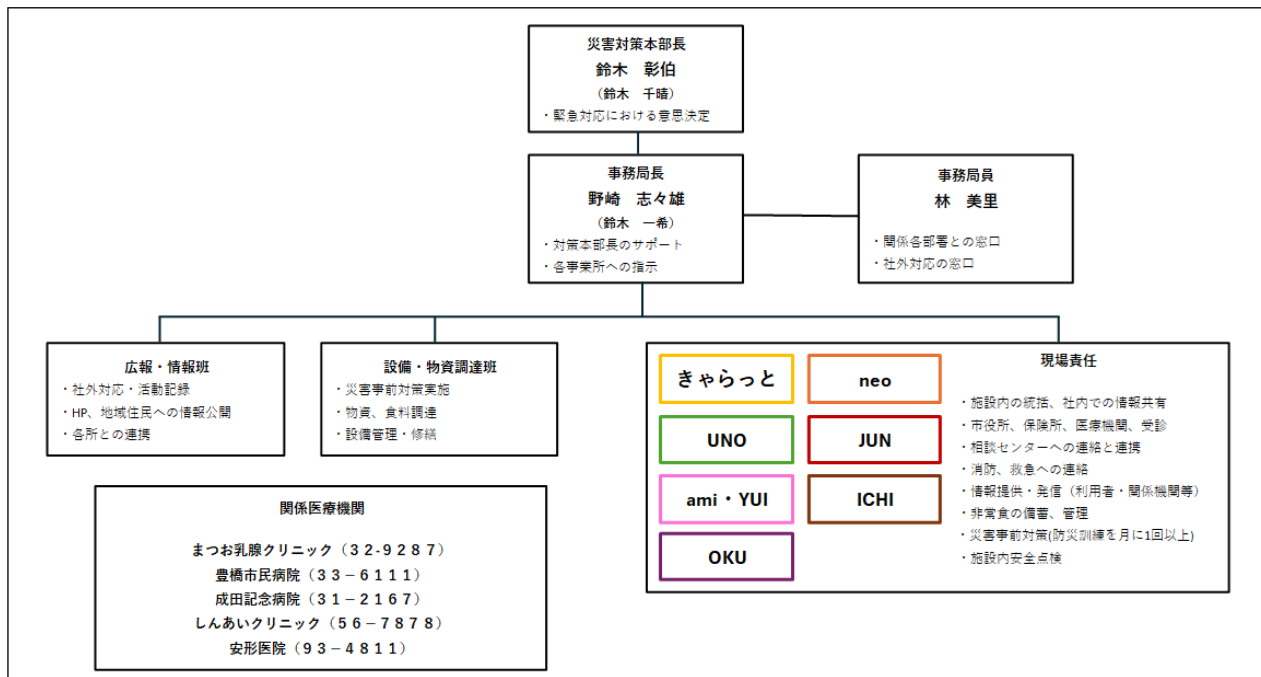 災害対策本部長
鈴木　彰伯
（鈴木　千晴）
・緊急対応における意思決定
事務局長
野崎　志々雄
（鈴木　一希）
・対策本部長のサポート
・各事業所への指示
事務局員
林　美里
・関係各部署との窓口
・社外対応の窓口
広報・情報班
・社外対応・活動記録
・HP、地域住民への情報公開
・各所との連携
設備・物資調達班
・災害事前対策実施
・物資、食料調達
・設備管理・修繕
現場責任
きゃらっと
neo
UNO
JUN
ami・YUI
ICHI
OKU
・施設内の統括、社内での情報共有
・市役所、保険所、医療機関、受診
・相談センターへの連絡と連携
・消防、救急への連絡
・情報提供・発信（利用者・関係機関等）
・非常食の備蓄、管理
・災害事前対策(防災訓練を月に1回以上)
・施設内安全点検
関係医療機関
まつお乳腺クリニック（３２-９２８７）
豊橋市民病院（３３－６１１１）
成田記念病院（３１－２１６７）
しんあいクリニック（５６－７８７８）
安形医院（９３－４８１１）